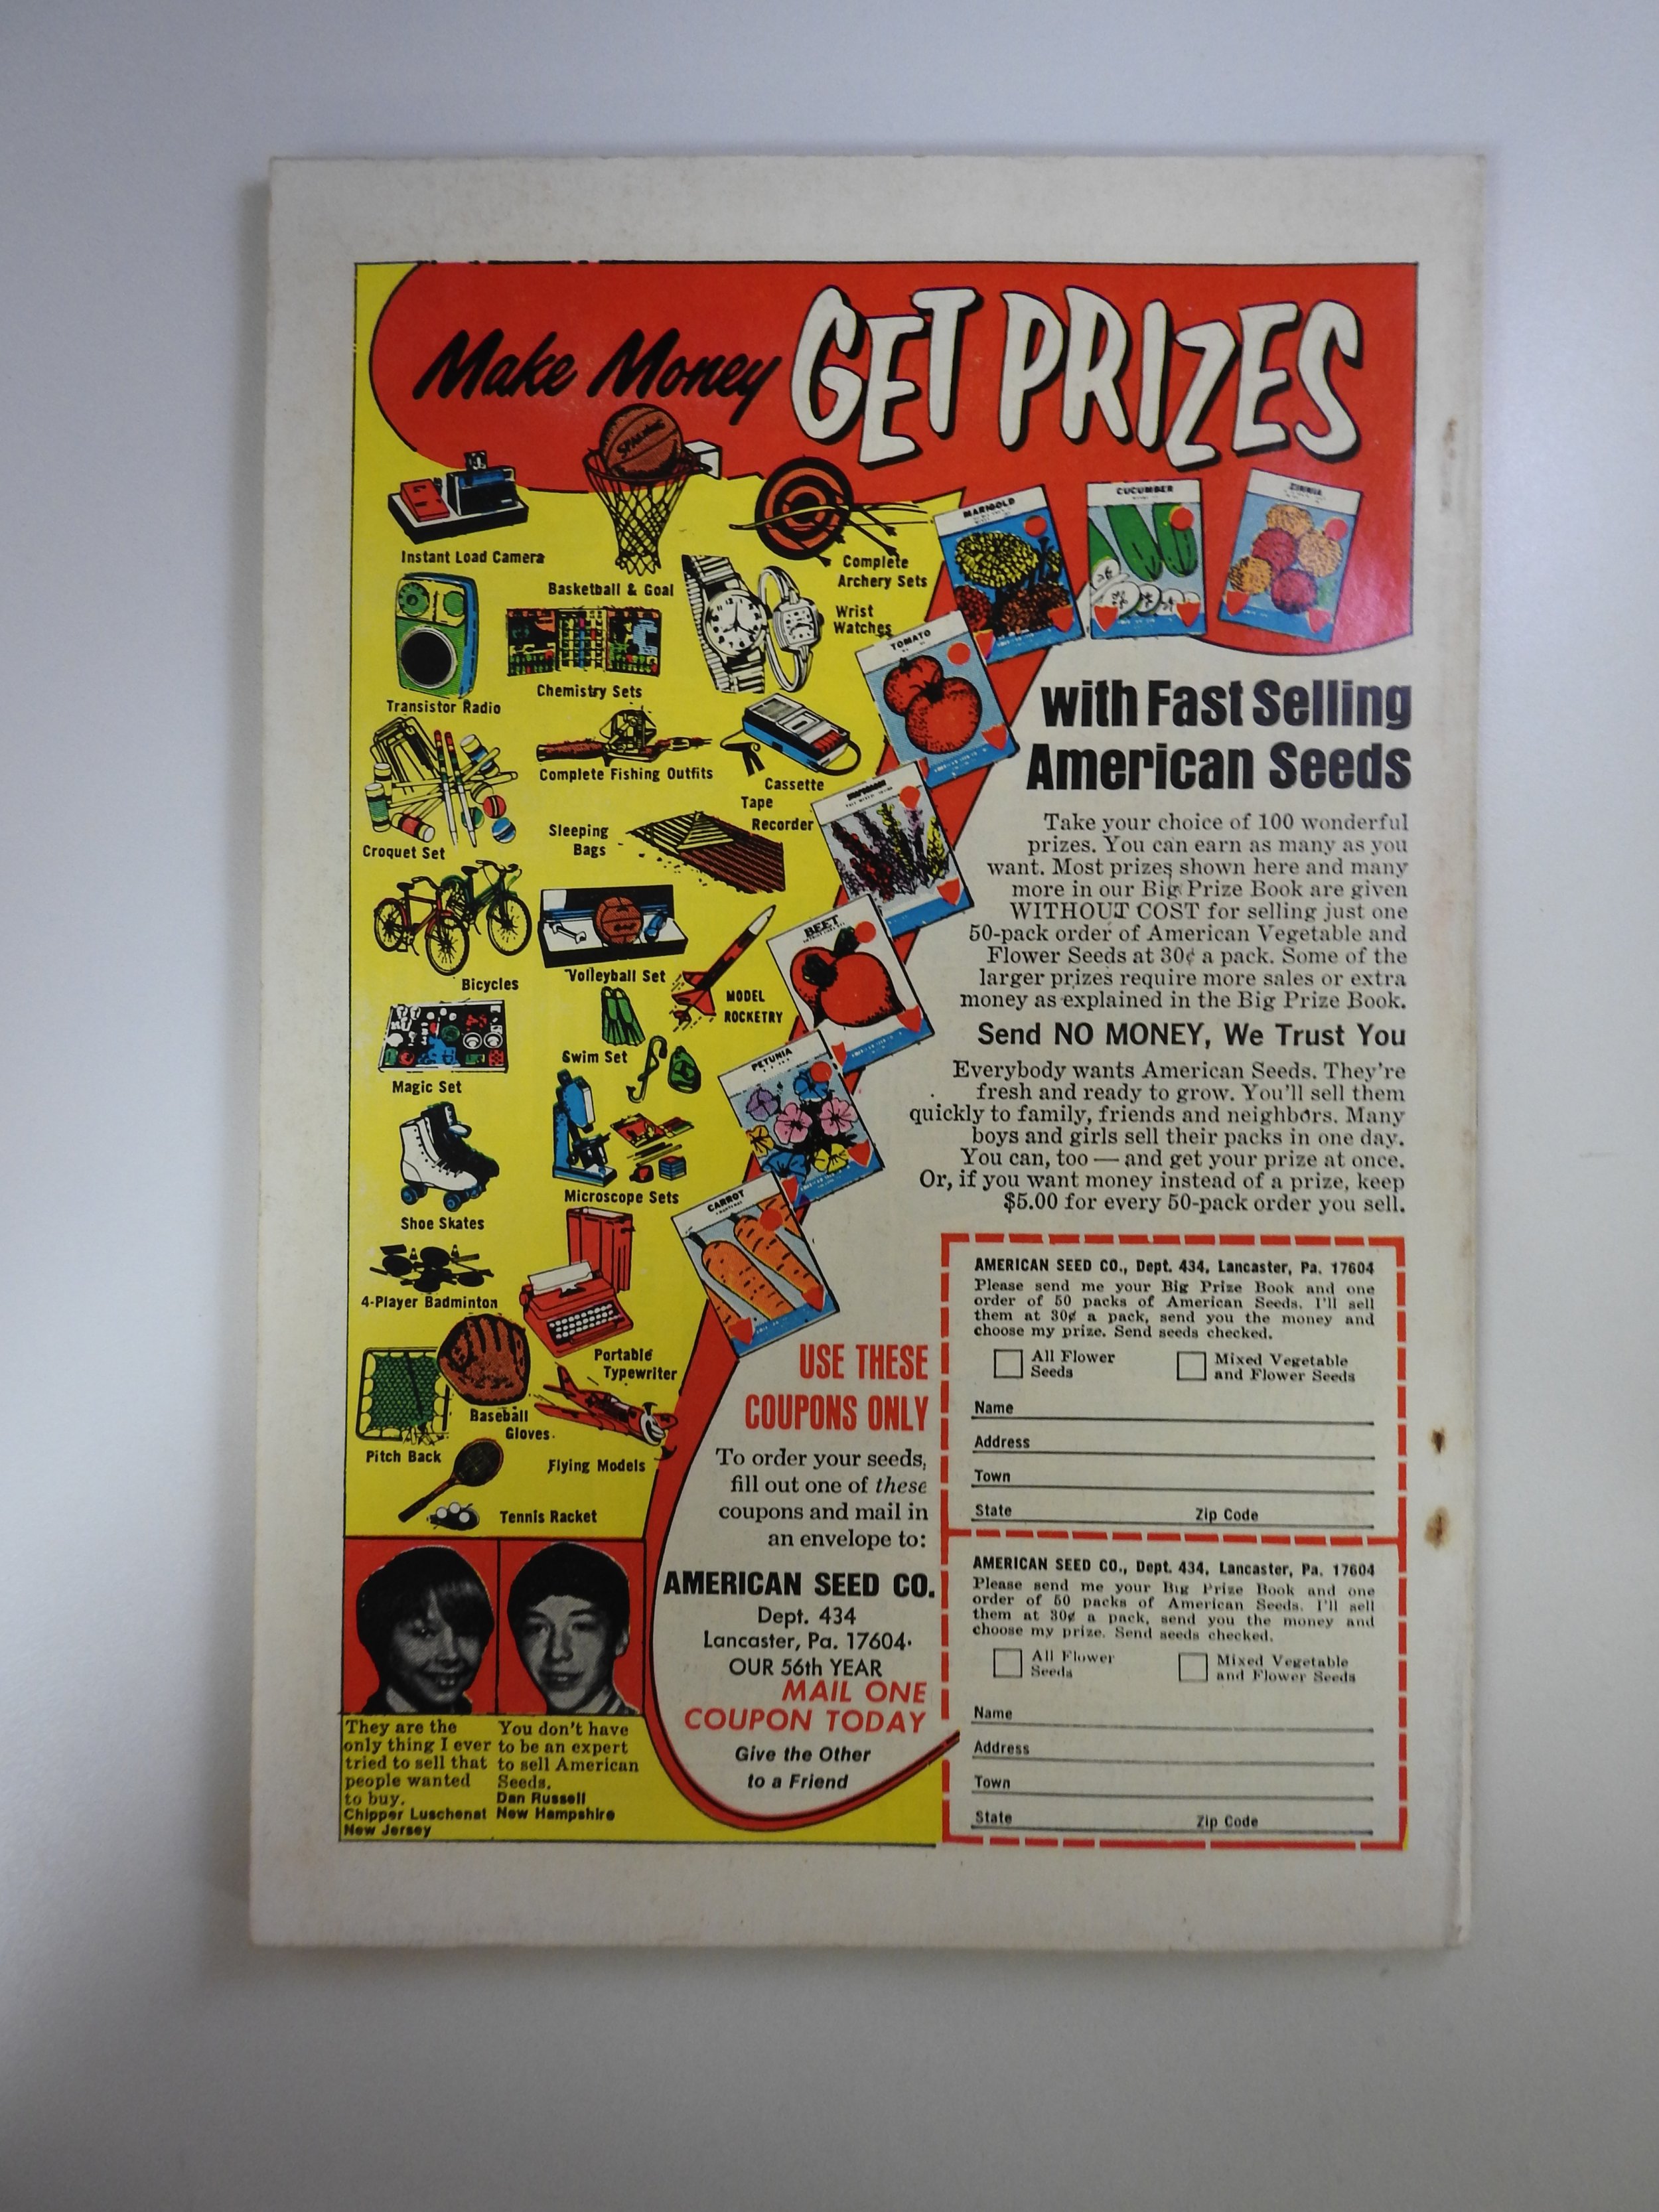 Make Money GET PRIZES
SPALDING
Instant Load Camera
Basketball & Goal
Complete
Archery Sets
Wrist
Watches
Transistor Radio
Chemistry Sets
Complete Fishing Outfits
Cassette
Tape
Recorder
Croquet Set
Sleeping
Bags
Bicycles
Volleyball Set
MODEL
ROCKETRY
Magic Set
Swim Set
Shoe Skates
Microscope Sets
4-Player Badminton
Portable
Typewriter
Baseball
Gloves
Pitch Back
Flying Models
Tennis Racket
MARIGOLD
CUCUMBER
ZINNIA
TOMATO
SNAPDRAGON
BEET
PETUNIA
CARROT
with Fast Selling
American Seeds
Take your choice of 100 wonderful
prizes. You can earn as many as you
want. Most prizes shown here and many
more in our Big Prize Book are given
WITHOUT COST for selling just one
50-pack order of American Vegetable and
Flower Seeds at 30¢ a pack. Some of the
larger prizes require more sales or extra
money as explained in the Big Prize Book.
Send NO MONEY, We Trust You
Everybody wants American Seeds. They're
fresh and ready to grow. You'll sell them
quickly to family, friends and neighbors. Many
boys and girls sell their packs in one day.
You can, too — and get your prize at once.
Or, if you want money instead of a prize, keep
$5.00 for every 50-pack order you sell.
USE THESE
COUPONS ONLY
To order your seeds,
fill out one of these
coupons and mail in
an envelope to:
AMERICAN SEED CO.
Dept. 434
Lancaster, Pa. 17604
OUR 56th YEAR
MAIL ONE
COUPON TODAY
Give the Other
to a Friend
AMERICAN SEED CO., Dept. 434, Lancaster, Pa. 17604
Please send me your Big Prize Book and one
order of 50 packs of American Seeds. I'll sell
them at 30¢ a pack, send you the money and
choose my prize. Send seeds checked.
All Flower
Seeds
Mixed Vegetable
and Flower Seeds
Name
Address
Town
State Zip Code
AMERICAN SEED CO., Dept. 434, Lancaster, Pa. 17604
Please send me your Big Prize Book and one
order of 50 packs of American Seeds. I'll sell
them at 30¢ a pack, send you the money and
choose my prize. Send seeds checked.
All Flower
Seeds
Mixed Vegetable
and Flower Seeds
Name
Address
Town
State Zip Code
They are the
only thing I ever
tried to sell that
people wanted
to buy.
Chipper Luschenat
New Jersey
You don't have
to be an expert
to sell American
Seeds.
Dan Russell
New Hampshire